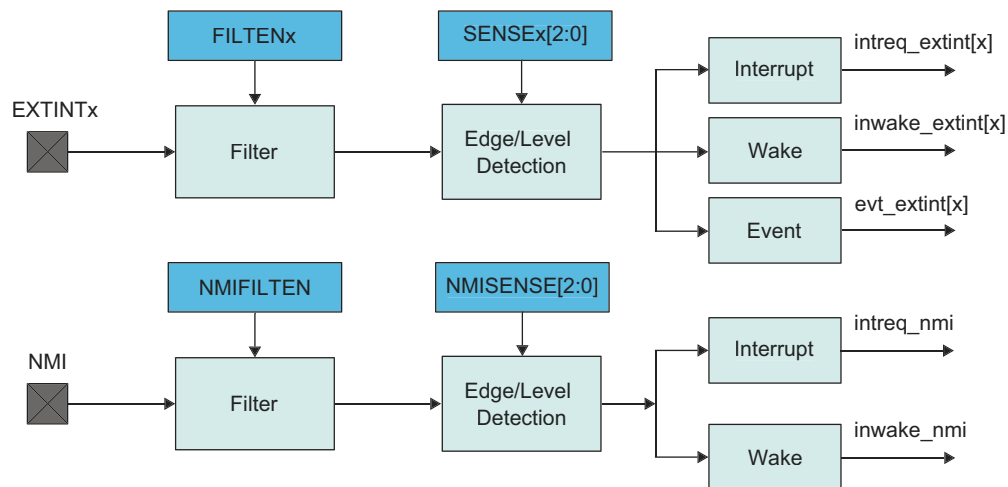 FILTENx
SENSEx[2:0]
intreq_extint[x]
Interrupt
EXTINTx
inwake_extint[x]
Filter
Edge/Level
Detection
Wake
evt_extint[x]
Event
NMIFILTEN
NMISENSE[2:0]
intreq_nmi
Interrupt
NMI
Filter
Edge/Level
Detection
inwake_nmi
Wake